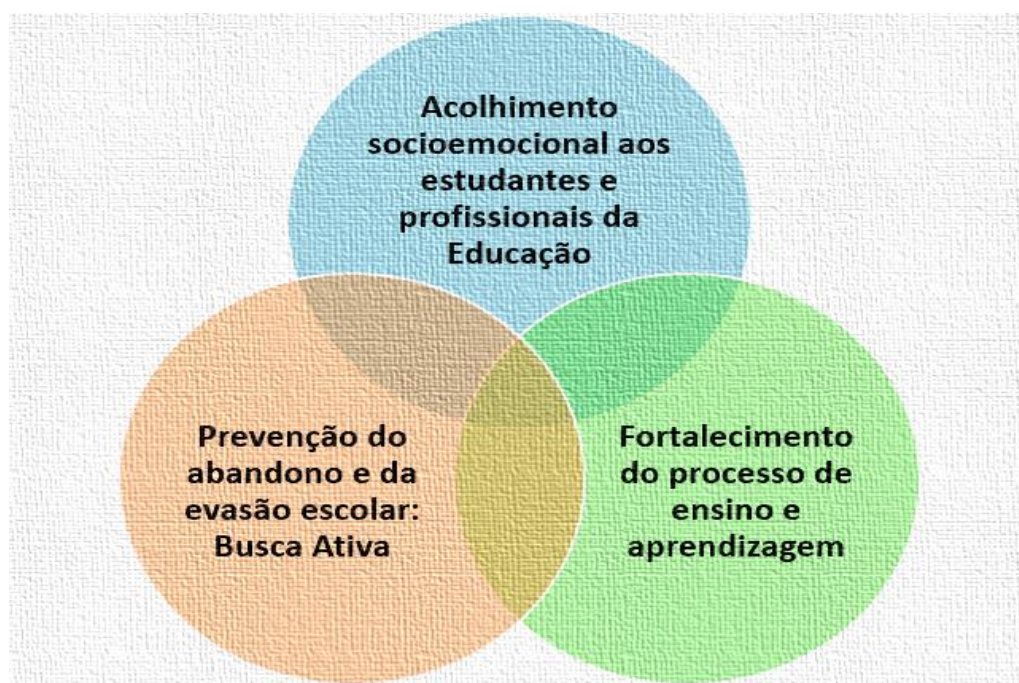 Acolhimento
socioemocional aos
estudantes e
profissionais da
Educação
Prevenção do
abandono e da
evasão escolar:
Busca Ativa
Fortalecimento
do processo de
ensino e
aprendizagem